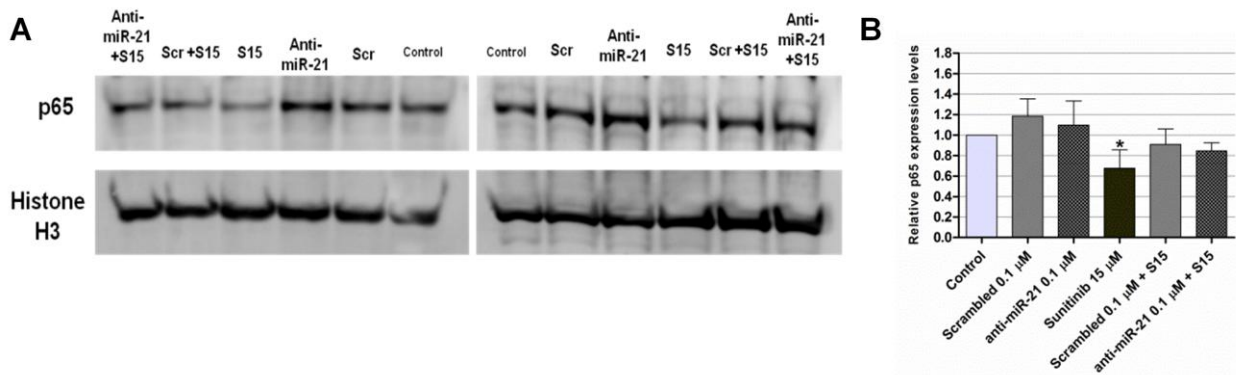 A
Anti-
miR-21
+S15
Scr +S15
S15
Anti-
miR-21
Scr
Control
Control
Scr
Anti-
miR-21
S15
Scr +S15
Anti-
miR-21
+S15
p65
Histone
H3
B
Relative p65 expression levels
1.8
1.6
1.4
1.2
1.0
0.8
0.6
0.4
0.2
0.0
*
Control
Scrambled 0.1 µM
anti-miR-21 0.1 µM
Sunitinib 15 µM
Scrambled 0.1 µM + S15
anti-miR-21 0.1 µM + S15